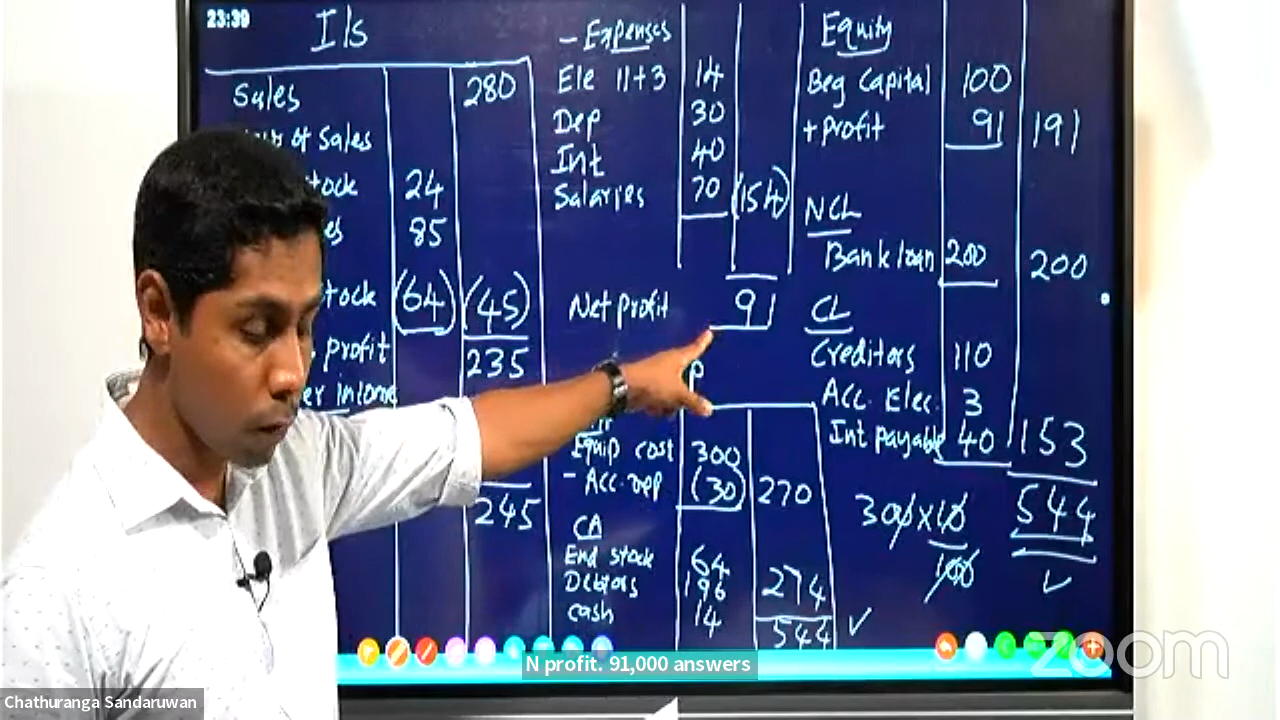 23:39
I/s
Sales 280
of Sales
stock 24
es 85
stock (64) (45)
profit 235
er income
245
- Expenses
Ele 11+3 14
Dep 30
Int 40
Salaries 70 (154)
Net profit 91
P
Equip cost 300
- Acc. Dep (30) 270
CA
End stock 64
Debtors 196 274
cash 14 544 ✓
Equity
Beg Capital 100
+ Profit 91 191
NCL
Bank loan 200 200
CL
Creditors 110
Acc. Elec. 3
Int payable 40 153
300x10 544
100 ✓
zoom
N profit. 91,000 answers
Chathuranga Sandaruwan